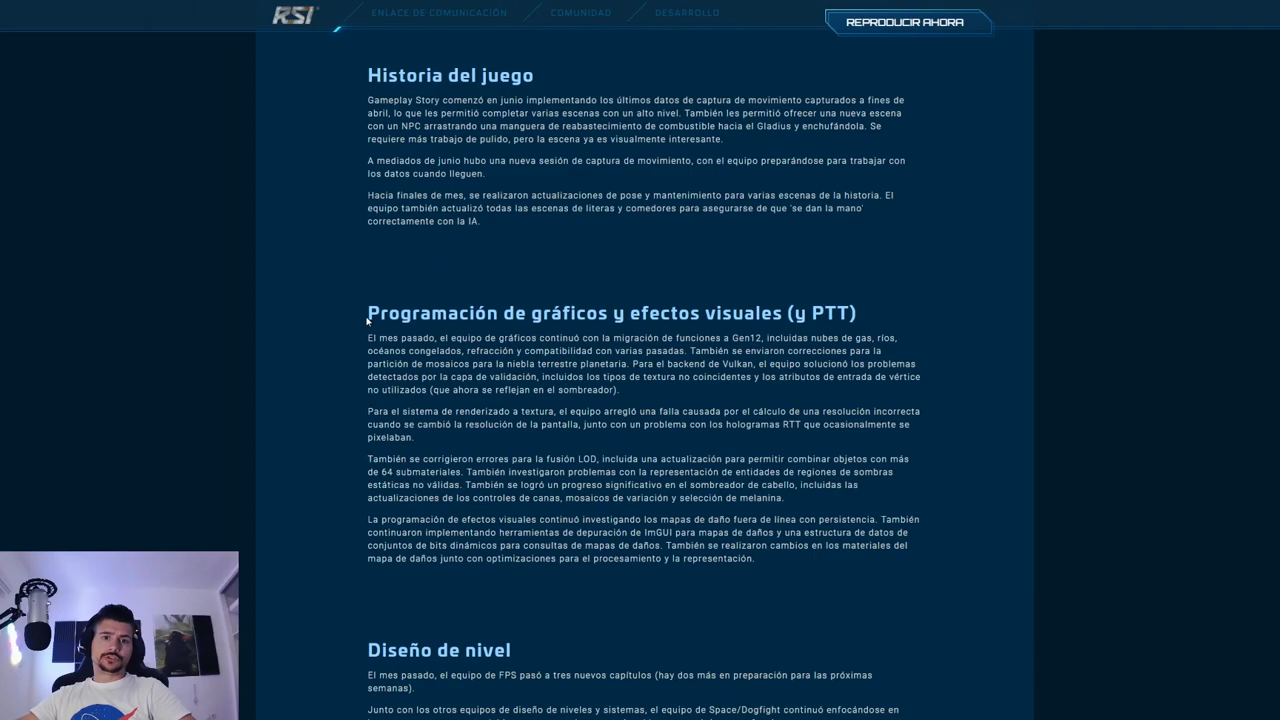 RSI
ENLACE DE COMUNICACIÓN
COMUNIDAD
DESARROLLO
REPRODUCIR AHORA
Historia del juego
Gameplay Story comenzó en junio implementando los últimos datos de captura de movimiento capturados a fines de
abril, lo que les permitió completar varias escenas con un alto nivel. También les permitió ofrecer una nueva escena
con un NPC arrastrando una manguera de reabastecimiento de combustible hacia el Gladius y enchufándola. Se
requiere más trabajo de pulido, pero la escena ya es visualmente interesante.
A mediados de junio hubo una nueva sesión de captura de movimiento, con el equipo preparándose para trabajar con
los datos cuando lleguen.
Hacia finales de mes, se realizaron actualizaciones de pose y mantenimiento para varias escenas de la historia. El
equipo también actualizó todas las escenas de literas y comedores para asegurarse de que 'se dan la mano'
correctamente con la IA.
Programación de gráficos y efectos visuales (y PTT)
El mes pasado, el equipo de gráficos continuó con la migración de funciones a Gen12, incluidas nubes de gas, ríos,
océanos congelados, refracción y compatibilidad con varias pasadas. También se enviaron correcciones para la
partición de mosaicos para la niebla terrestre planetaria. Para el backend de Vulkan, el equipo solucionó los problemas
detectados por la capa de validación, incluidos los tipos de textura no coincidentes y los atributos de entrada de vértice
no utilizados (que ahora se reflejan en el sombreador).
Para el sistema de renderizado a textura, el equipo arregló una falla causada por el cálculo de una resolución incorrecta
cuando se cambió la resolución de la pantalla, junto con un problema con los hologramas RTT que ocasionalmente se
pixelaban.
También se corrigieron errores para la fusión LOD, incluida una actualización para permitir combinar objetos con más
de 64 submateriales. También investigaron problemas con la representación de entidades de regiones de sombras
estáticas no válidas. También se logró un progreso significativo en el sombreador de cabello, incluidas las
actualizaciones de los controles de canas, mosaicos de variación y selección de melanina.
La programación de efectos visuales continuó investigando los mapas de daño fuera de línea con persistencia. También
continuaron implementando herramientas de depuración de ImGUI para mapas de daños y una estructura de datos de
conjuntos de bits dinámicos para consultas de mapas de daños. También se realizaron cambios en los materiales del
mapa de daños junto con optimizaciones para el procesamiento y la representación.
Diseño de nivel
El mes pasado, el equipo de FPS pasó a tres nuevos capítulos (hay dos más en preparación para las próximas
semanas).
Junto con los otros equipos de diseño de niveles y sistemas, el equipo de Space/Dogfight continuó enfocándose en